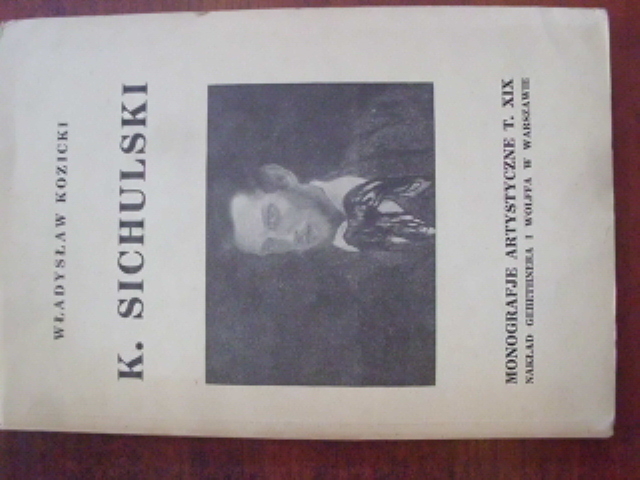 WŁADYSŁAW KOZICKI
K. SICHULSKI
MONOGRAFJE ARTYSTYCZNE T. XIX
NAKŁAD GEBETHNERA I WOLFFA W WARSZAWIE